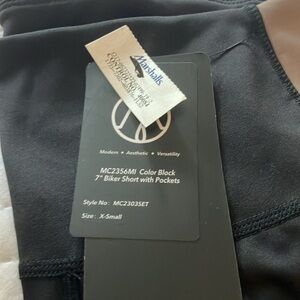 Marshalls
Modern • Aesthetic • Versatility
MC2356MI Color Block
7" Biker Short with Pockets
Style No: MC23035ET
Size: X-Small